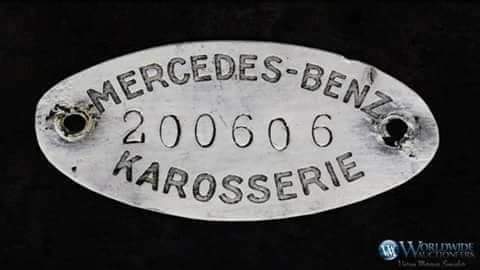 MERCEDES-BENZ
200606
KAROSSERIE
WORLDWIDE
AUCTIONEERS